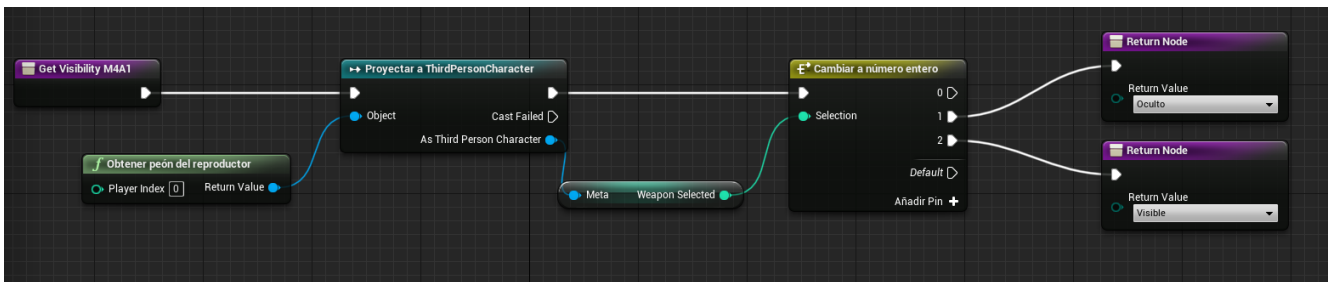 Get Visibility M4A1
Proyectar a ThirdPersonCharacter
Object
Cast Failed
As Third Person Character
f Obtener peón del reproductor
Player Index 0
Return Value
Meta
Weapon Selected
Cambiar a número entero
Selection
0
1
2
Default
Añadir Pin
Return Node
Return Value
Oculto
Return Node
Return Value
Visible